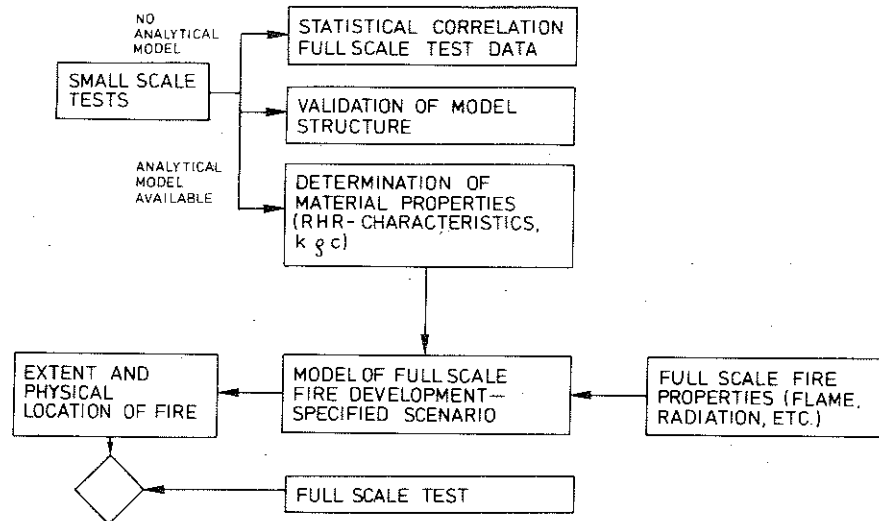 NO
ANALYTICAL
MODEL
STATISTICAL CORRELATION
FULL SCALE TEST DATA
SMALL SCALE
TESTS
VALIDATION OF MODEL
STRUCTURE
ANALYTICAL
MODEL
AVAILABLE
DETERMINATION OF
MATERIAL PROPERTIES
(RHR-CHARACTERISTICS,
k ρ c)
EXTENT AND
PHYSICAL
LOCATION OF FIRE
MODEL OF FULL SCALE
FIRE DEVELOPMENT—
SPECIFIED SCENARIO
FULL SCALE FIRE
PROPERTIES (FLAME,
RADIATION, ETC.)
FULL SCALE TEST